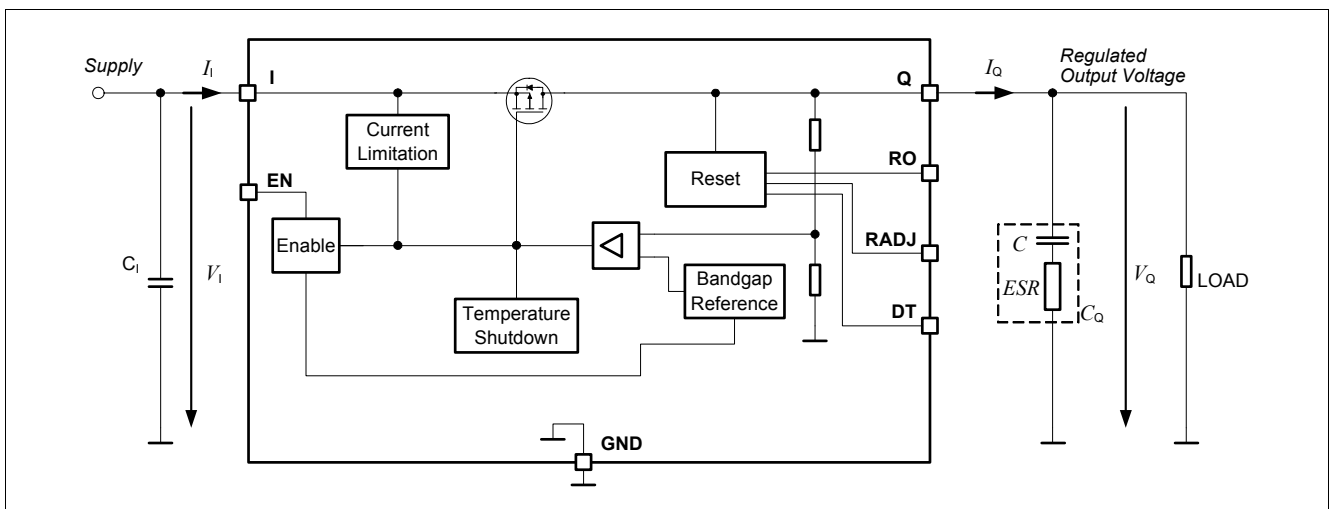 Supply
I_I
I
Q
I_Q
Regulated
Output Voltage
Current
Limitation
EN
Reset
RO
RADJ
DT
Enable
C_I
V_I
Temperature
Shutdown
Bandgap
Reference
C
ESR
C_Q
V_Q
LOAD
GND